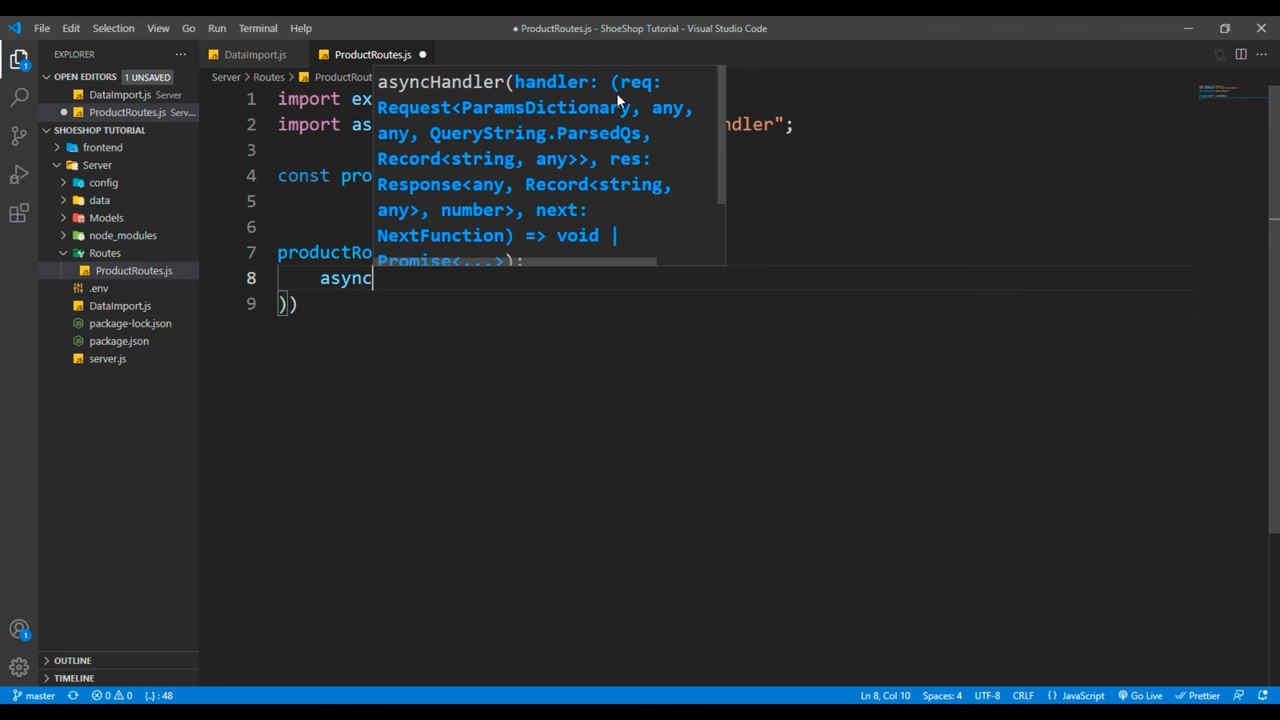 File Edit Selection View Go Run Terminal Help
● ProductRoutes.js - ShoeShop Tutorial - Visual Studio Code
EXPLORER
OPEN EDITORS 1 UNSAVED
DataImport.js Server
ProductRoutes.js Serv...
SHOESHOP TUTORIAL
frontend
Server
config
data
Models
node_modules
Routes
ProductRoutes.js
.env
DataImport.js
package-lock.json
package.json
server.js
OUTLINE
TIMELINE
DataImport.js
ProductRoutes.js
Server > Routes > ProductRout
1 import ex
2 import as ndler";
3
4 const pro
5
6
7 productRo
8 async
9 ))
asyncHandler(handler: (req:
Request<ParamsDictionary, any,
any, QueryString.ParsedQs,
Record<string, any>>, res:
Response<any, Record<string,
any>, number>, next:
NextFunction) => void |
Promise<...>):
1
1
master 0 0 {..} : 48
Ln 8, Col 10 Spaces: 4 UTF-8 CRLF {} JavaScript Go Live Prettier